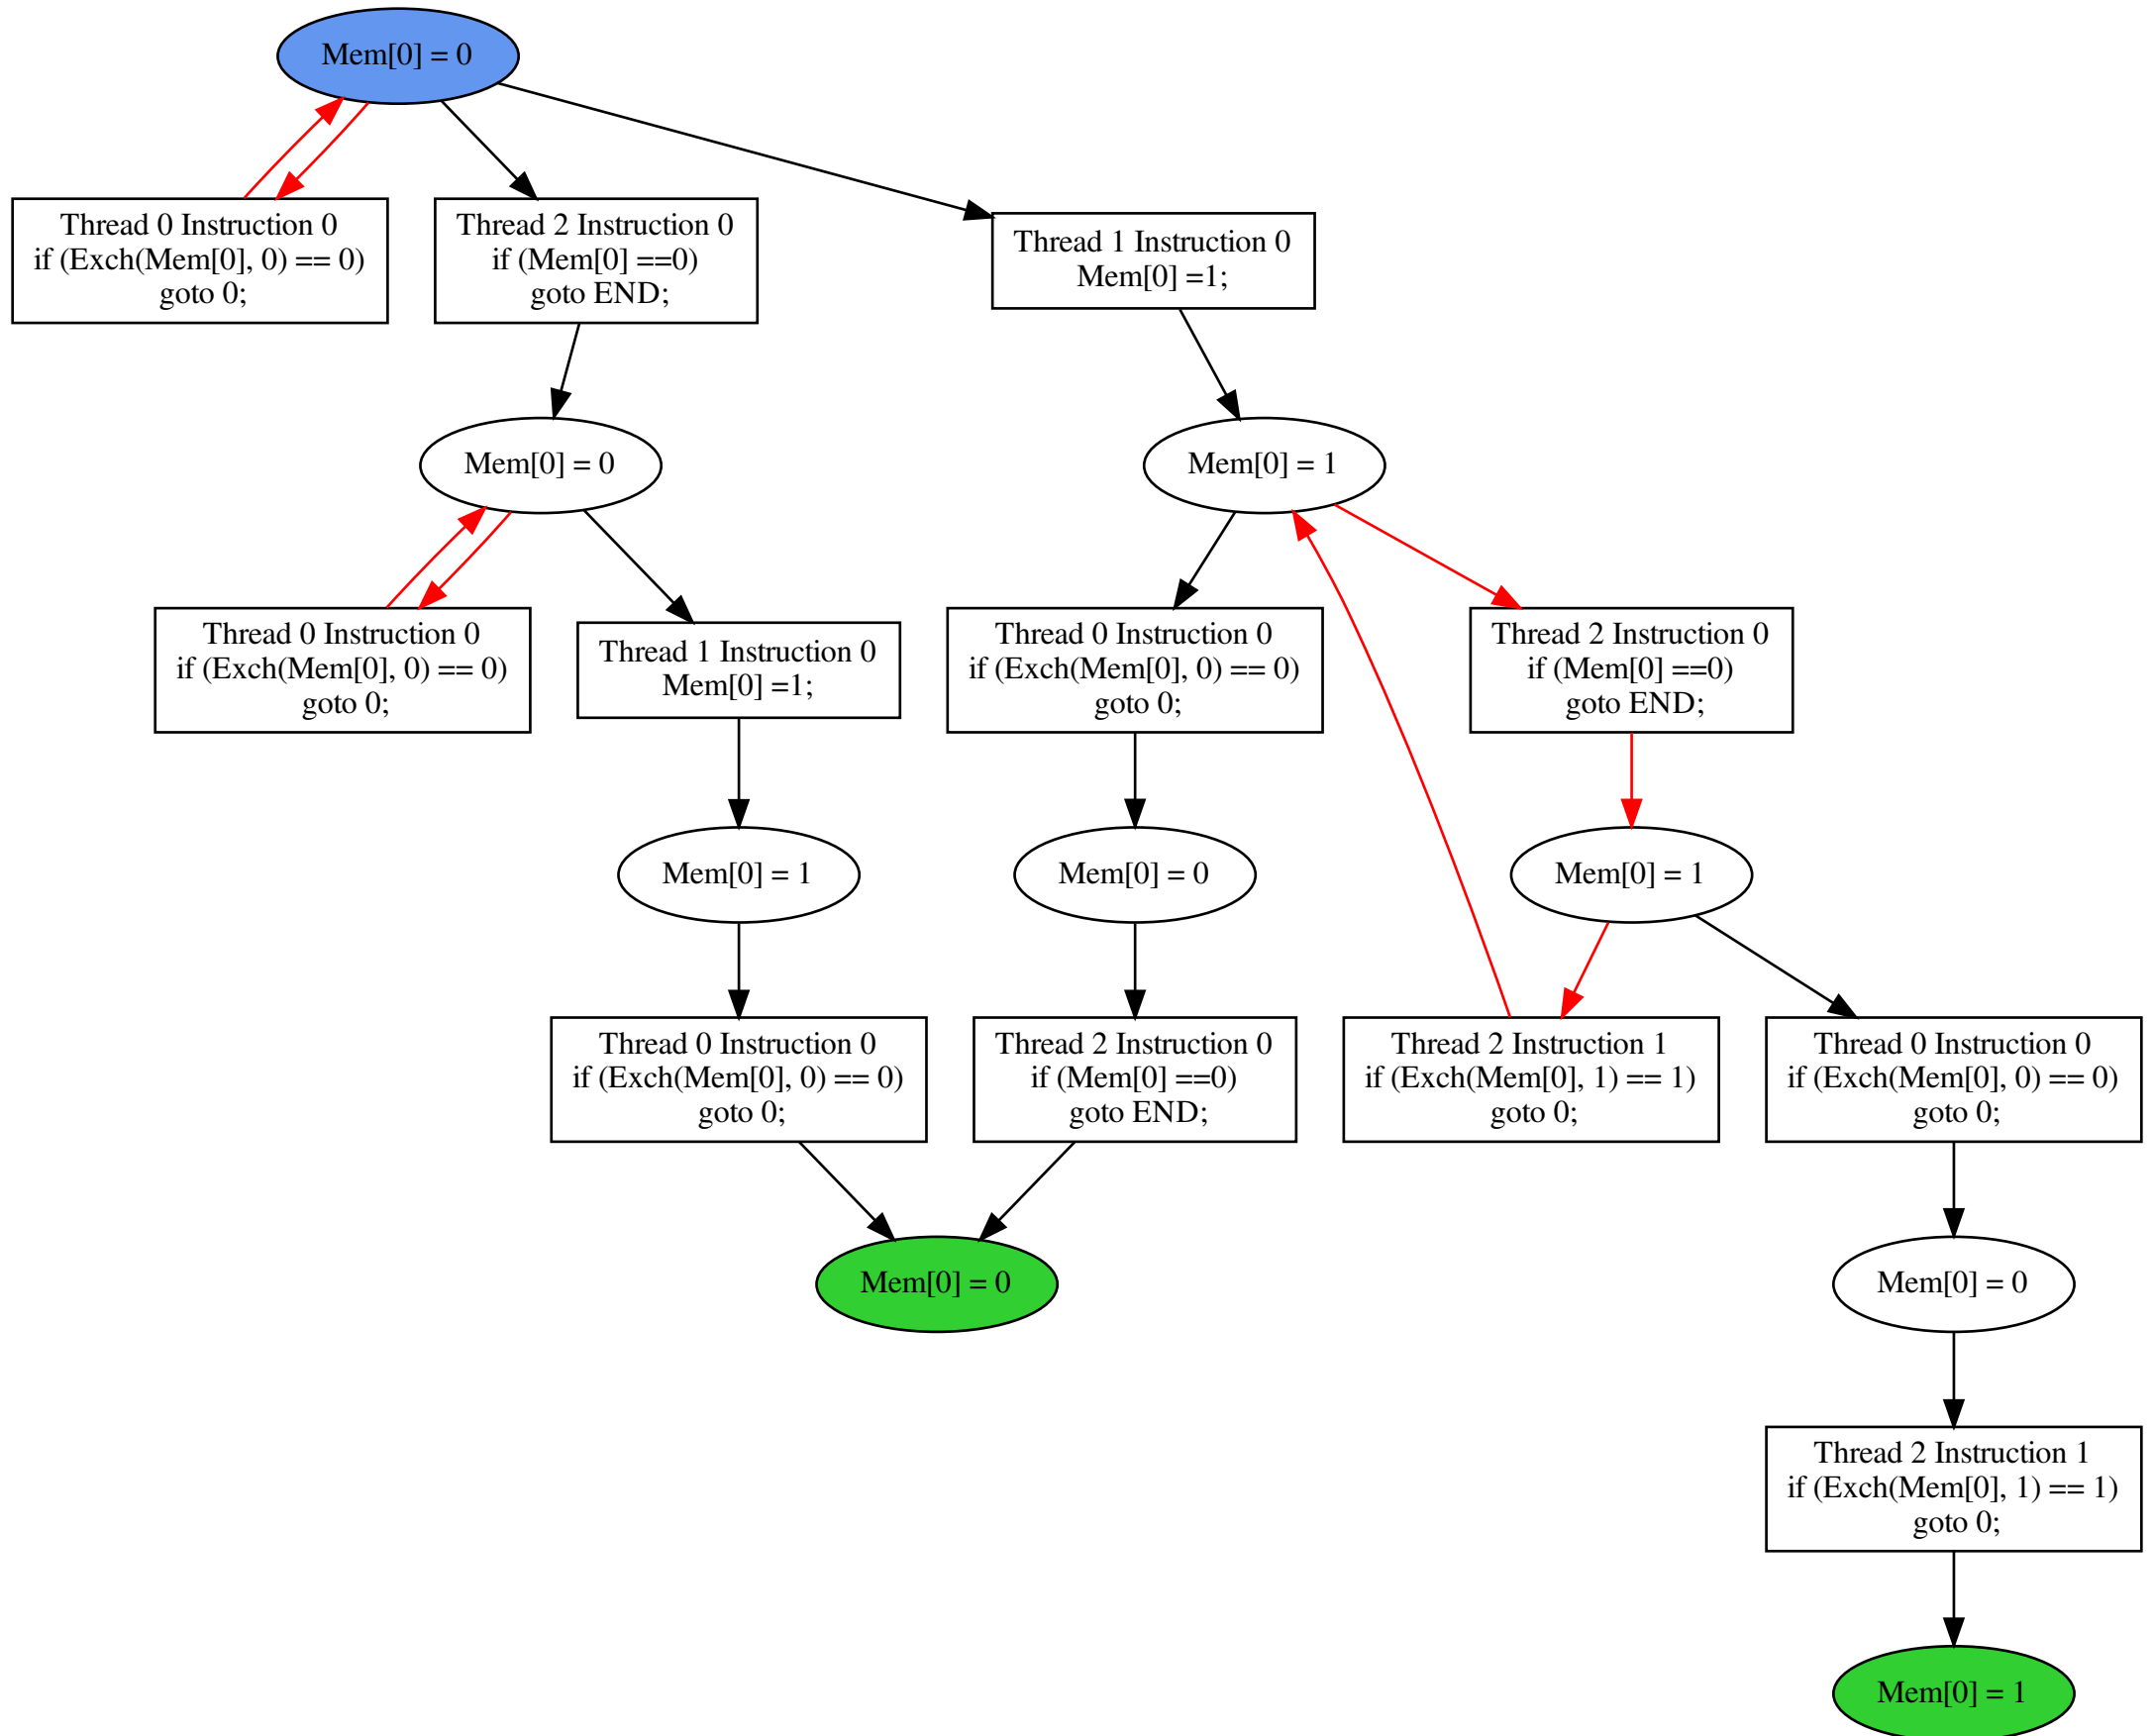 Mem[0] = 0
Thread 0 Instruction 0
if (Exch(Mem[0], 0) == 0)
goto 0;
Thread 2 Instruction 0
if (Mem[0] ==0)
goto END;
Thread 1 Instruction 0
Mem[0] =1;
Mem[0] = 0
Mem[0] = 1
Thread 0 Instruction 0
if (Exch(Mem[0], 0) == 0)
goto 0;
Thread 1 Instruction 0
Mem[0] =1;
Thread 0 Instruction 0
if (Exch(Mem[0], 0) == 0)
goto 0;
Thread 2 Instruction 0
if (Mem[0] ==0)
goto END;
Mem[0] = 1
Mem[0] = 0
Mem[0] = 1
Thread 0 Instruction 0
if (Exch(Mem[0], 0) == 0)
goto 0;
Thread 2 Instruction 0
if (Mem[0] ==0)
goto END;
Thread 2 Instruction 1
if (Exch(Mem[0], 1) == 1)
goto 0;
Thread 0 Instruction 0
if (Exch(Mem[0], 0) == 0)
goto 0;
Mem[0] = 0
Mem[0] = 0
Thread 2 Instruction 1
if (Exch(Mem[0], 1) == 1)
goto 0;
Mem[0] = 1